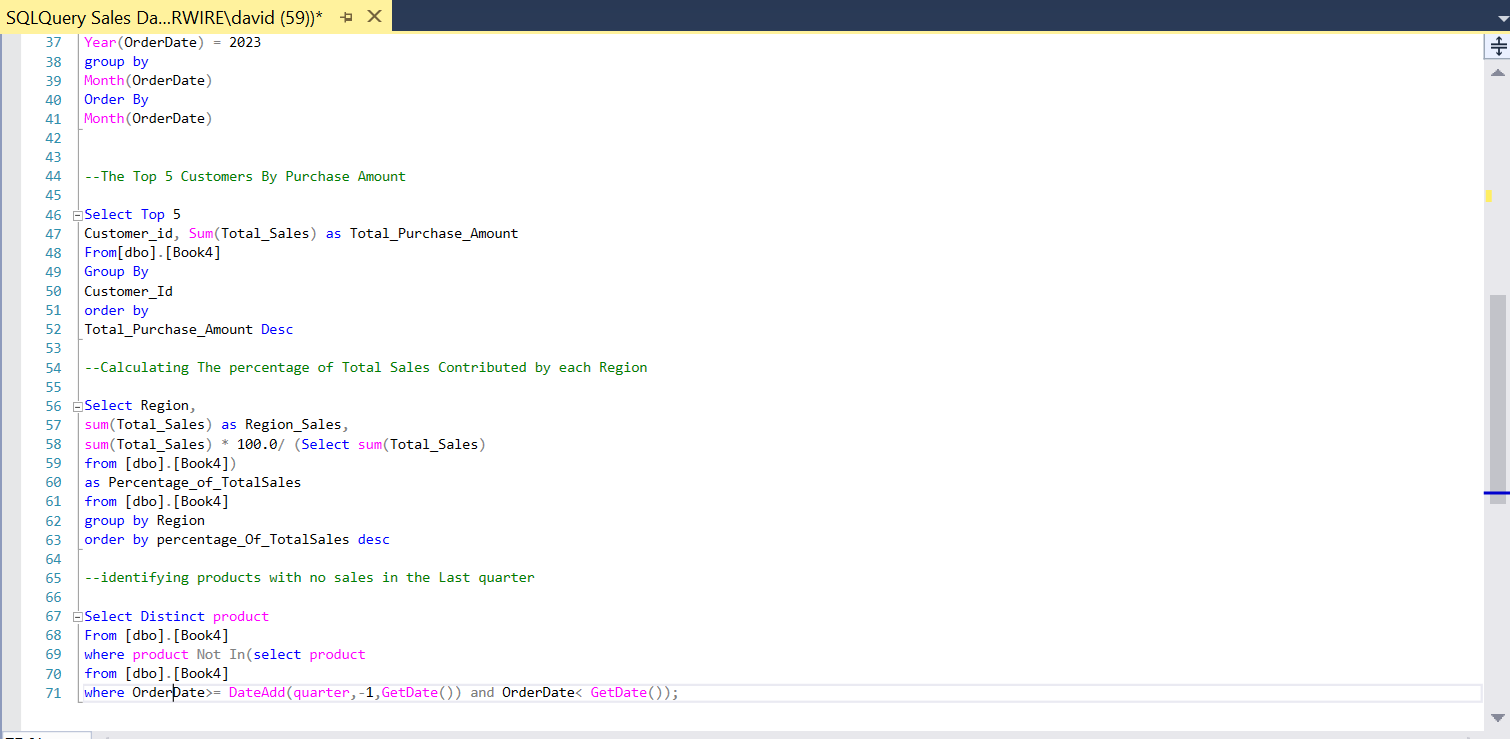 SQLQuery Sales Da...RWIRE\david (59))*
37 Year(OrderDate) = 2023
38 group by
39 Month(OrderDate)
40 Order By
41 Month(OrderDate)
42
43
44 --The Top 5 Customers By Purchase Amount
45
46 Select Top 5
47 Customer_id, Sum(Total_Sales) as Total_Purchase_Amount
48 From[dbo].[Book4]
49 Group By
50 Customer_Id
51 order by
52 Total_Purchase_Amount Desc
53
54 --Calculating The percentage of Total Sales Contributed by each Region
55
56 Select Region,
57 sum(Total_Sales) as Region_Sales,
58 sum(Total_Sales) * 100.0/ (Select sum(Total_Sales)
59 from [dbo].[Book4])
60 as Percentage_of_TotalSales
61 from [dbo].[Book4]
62 group by Region
63 order by percentage_Of_TotalSales desc
64
65 --identifying products with no sales in the Last quarter
66
67 Select Distinct product
68 From [dbo].[Book4]
69 where product Not In(select product
70 from [dbo].[Book4]
71 where OrderDate>= DateAdd(quarter,-1,GetDate()) and OrderDate< GetDate());